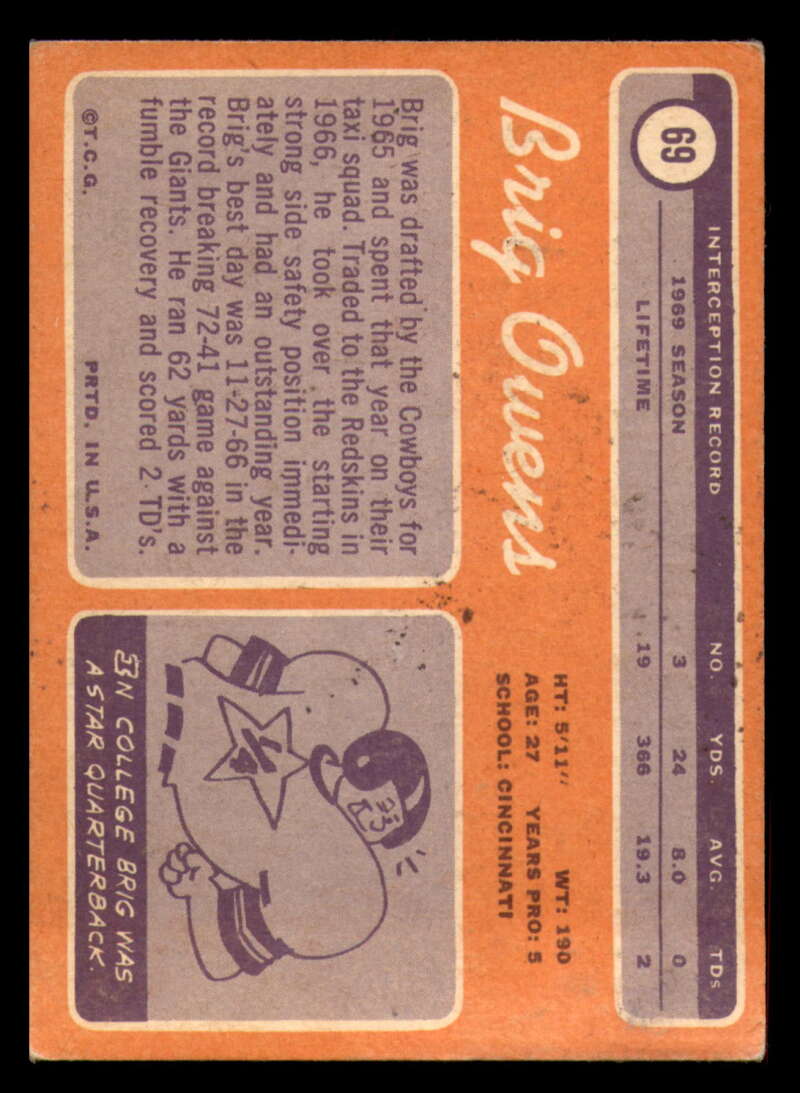 69
INTERCEPTION RECORD NO. YDS. AVG. TDs
1969 SEASON 3 24 8.0 0
LIFETIME 19 366 19.3 2
Brig Owens
HT: 5'11" WT: 190
AGE: 27 YEARS PRO: 5
SCHOOL: CINCINNATI
Brig was drafted by the Cowboys for
1965 and spent that year on their
taxi squad. Traded to the Redskins in
1966, he took over the starting
strong side safety position immedi-
ately and had an outstanding year.
Brig's best day was 11-27-66 in the
record breaking 72-41 game against
the Giants. He ran 62 yards with a
fumble recovery and scored 2 TD's.
©T.C.G. PRTD. IN U.S.A.
IN COLLEGE BRIG WAS
A STAR QUARTERBACK.